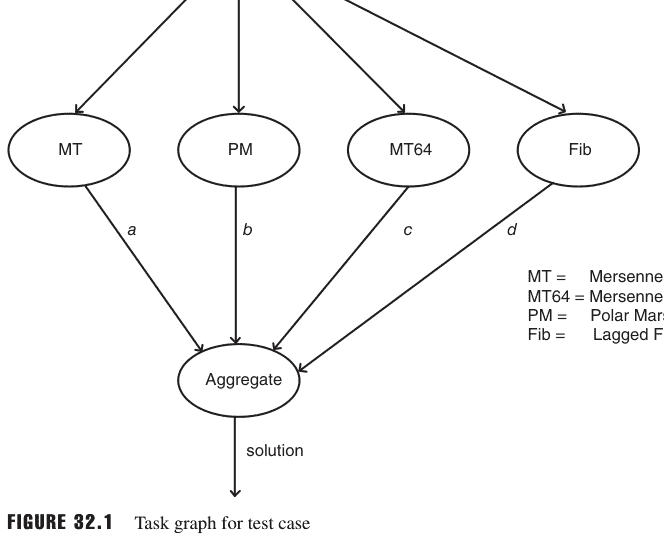 MT PM MT64 Fib
a b c d
MT = Mersenne
MT64 = Mersenne
PM = Polar
Fib = Lagged
Aggregate
solution
FIGURE 32.1 Task graph for test case